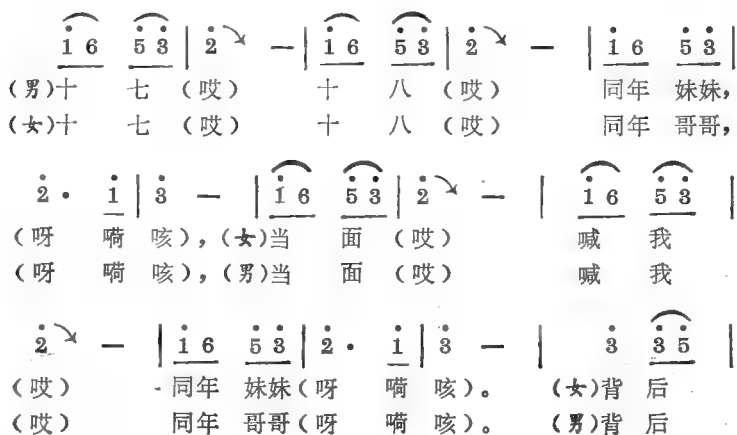 1̇ 6 5̇ 3̇ | 2̇ ↘ — | 1̇ 6 5̇ 3̇ | 2̇ ↘ — | 1̇ 6 5̇ 3̇ |
(男)十 七 (哎) 十 八 (哎) 同年 妹妹,
(女)十 七 (哎) 十 八 (哎) 同年 哥哥,
2̇ · 1̇ | 3̇ — | 1̇ 6 5̇ 3̇ | 2̇ ↘ — | 1̇ 6 5̇ 3̇ |
(呀 嗬 咳), (女)当 面 (哎) 喊 我
(呀 嗬 咳), (男)当 面 (哎) 喊 我
2̇ ↘ — | 1̇ 6 5̇ 3̇ | 2̇ · 1̇ | 3̇ — | 3̇ 3̇ 5̇ |
(哎) 同年 妹妹(呀 嗬 咳)。 (女)背 后
(哎) 同年 哥哥(呀 嗬 咳)。 (男)背 后